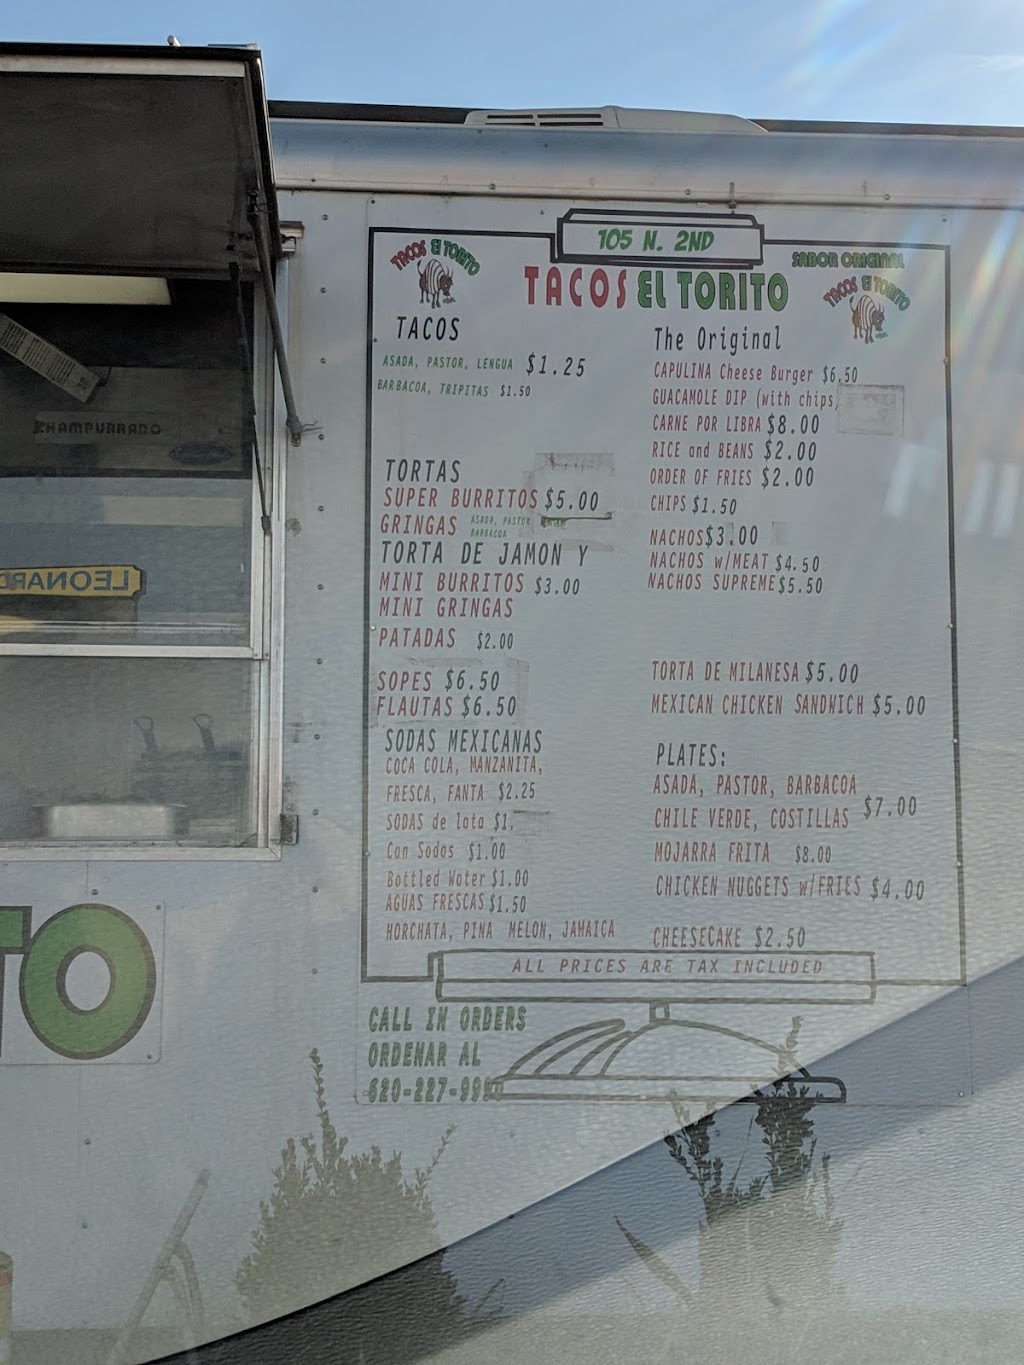 105 N. 2ND
TACOS EL TORITO
SABOR ORIGINAL
TACOS EL TORITO
TACOS EL TORITO
TACOS
ASADA, PASTOR, LENGUA $1.25
BARBACOA, TRIPITAS $1.50
TORTAS
SUPER BURRITOS $5.00
GRINGAS ASADA, PASTOR
BARBACOA
TORTA DE JAMON Y
MINI BURRITOS $3.00
MINI GRINGAS
PATADAS $2.00
SOPES $6.50
FLAUTAS $6.50
SODAS MEXICANAS
COCA COLA, MANZANITA,
FRESCA, FANTA $2.25
SODAS de lata $1.
Can Sodas $1.00
Bottled Water $1.00
AGUAS FRESCAS $1.50
HORCHATA, PINA MELON, JAMAICA
The Original
CAPULINA Cheese Burger $6.50
GUACAMOLE DIP (with chips)
CARNE POR LIBRA $8.00
RICE and BEANS $2.00
ORDER OF FRIES $2.00
CHIPS $1.50
NACHOS $3.00
NACHOS w/MEAT $4.50
NACHOS SUPREME $5.50
TORTA DE MILANESA $5.00
MEXICAN CHICKEN SANDWICH $5.00
PLATES:
ASADA, PASTOR, BARBACOA
CHILE VERDE, COSTILLAS $7.00
MOJARRA FRITA $8.00
CHICKEN NUGGETS w/FRIES $4.00
CHEESECAKE $2.50
ALL PRICES ARE TAX INCLUDED
CALL IN ORDERS
ORDENAR AL
CHAMPURRADO
LEONARD
TO